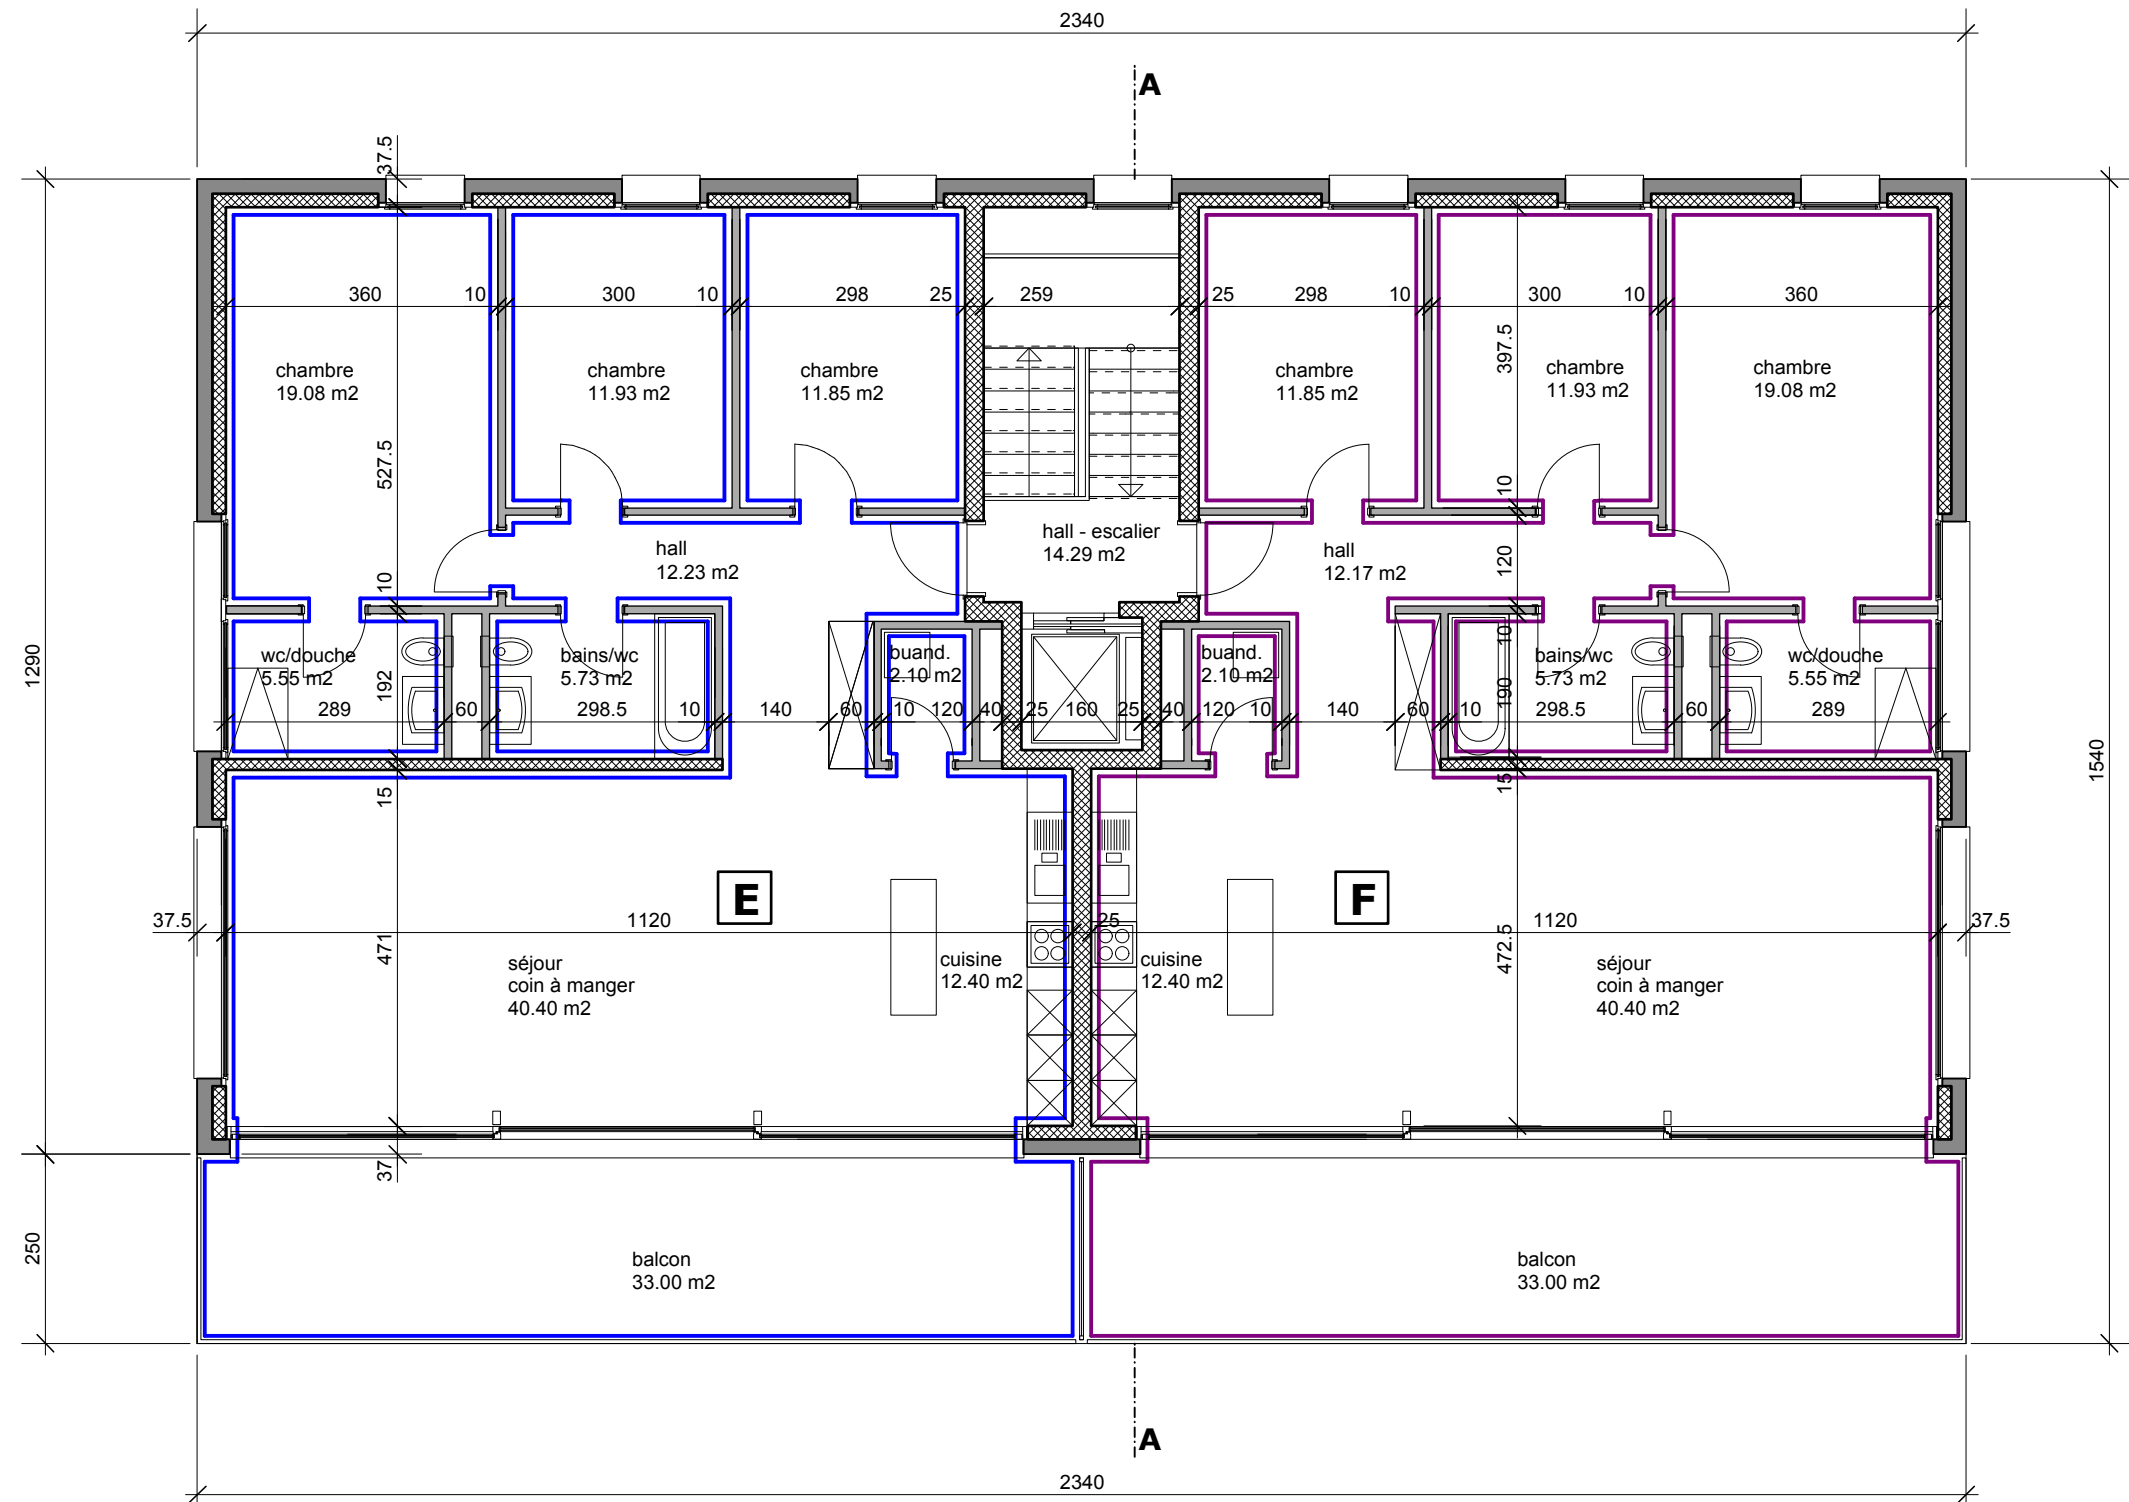 2340
A
37.5
360
10
300
10
298
25
259
25
298
10
300
10
360
397.5
chambre
19.08 m2
chambre
11.93 m2
chambre
11.85 m2
chambre
11.85 m2
chambre
11.93 m2
chambre
19.08 m2
527.5
10
hall
12.23 m2
hall - escalier
14.29 m2
hall
12.17 m2
120
10
10
1290
wc/douche
5.55 m2
192
bains/wc
5.73 m2
buand.
2.10 m2
buand.
2.10 m2
bains/wc
5.73 m2
190
wc/douche
5.55 m2
289
60
298.5
10
140
60
10
120
40
25
160
25
40
120
10
140
60
10
298.5
60
289
15
15
1540
E
F
37.5
1120
25
1120
37.5
471
472.5
séjour
coin à manger
40.40 m2
cuisine
12.40 m2
cuisine
12.40 m2
séjour
coin à manger
40.40 m2
37
250
balcon
33.00 m2
balcon
33.00 m2
A
2340